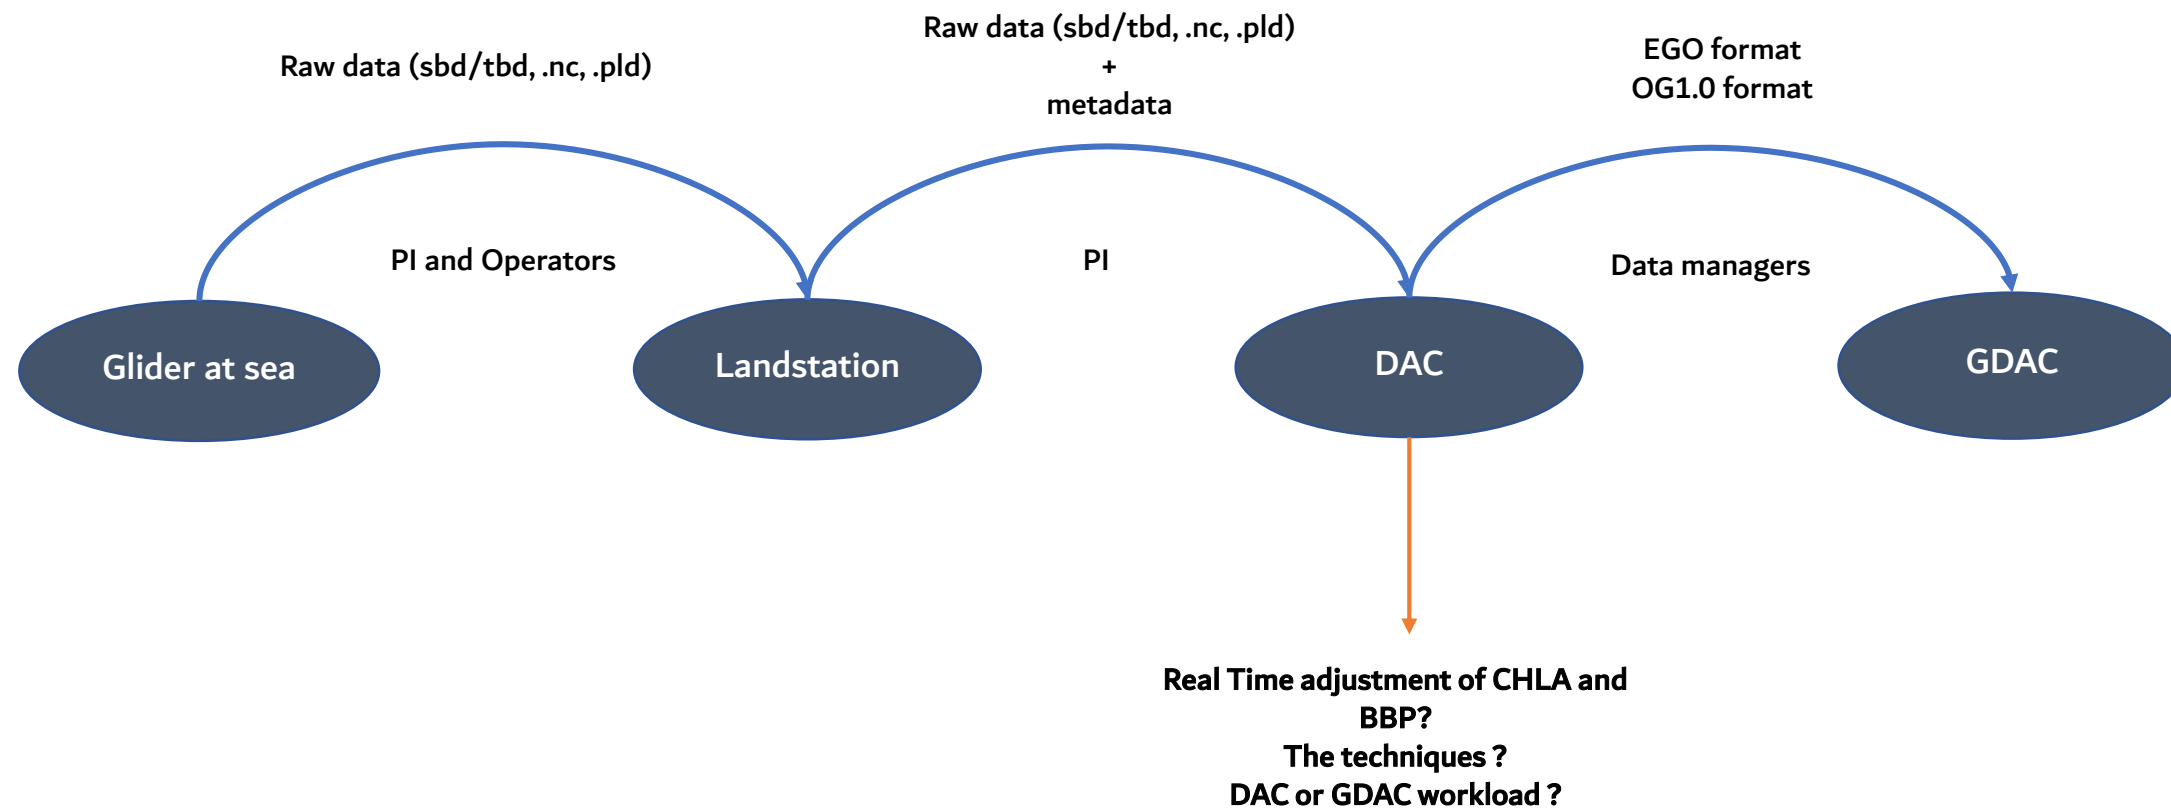 Raw data (sbd/tbd, .nc, .pld)
Raw data (sbd/tbd, .nc, .pld)
+
metadata
EGO format
OG1.0 format
PI and Operators
PI
Data managers
Glider at sea
Landstation
DAC
GDAC
Real Time adjustment of CHLA and
BBP?
The techniques ?
DAC or GDAC workload ?